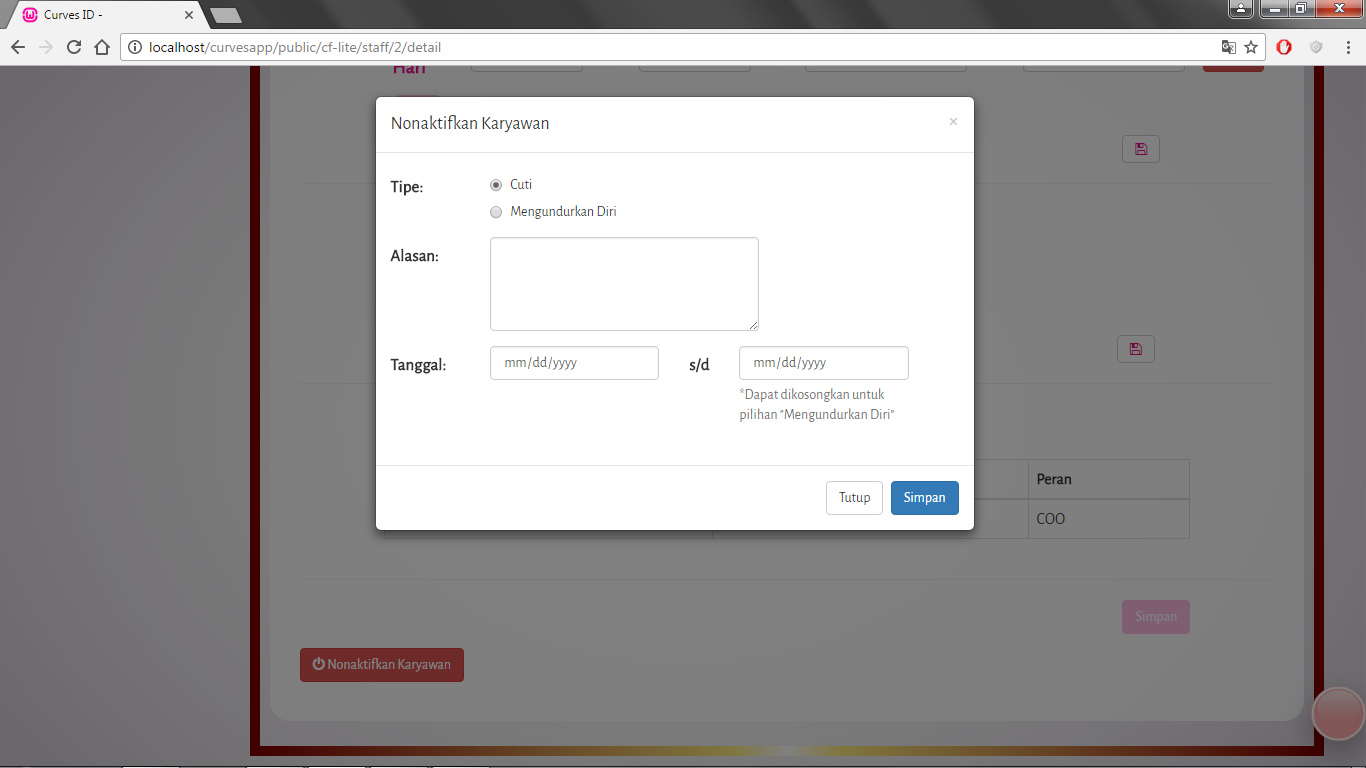 Curves ID -
localhost/curvesapp/public/cf-lite/staff/2/detail
Hari
Nonaktifkan Karyawan
×
Tipe:
Cuti
Mengundurkan Diri
Alasan:
Tanggal:
mm/dd/yyyy
s/d
mm/dd/yyyy
*Dapat dikosongkan untuk
pilihan "Mengundurkan Diri"
Tutup
Simpan
Peran
COO
Simpan
Nonaktifkan Karyawan